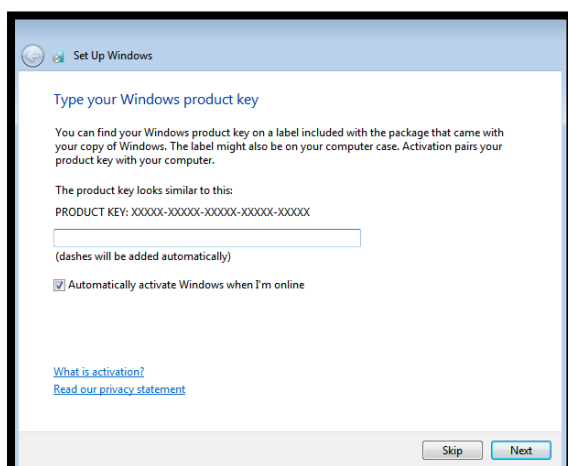 Set Up Windows
Type your Windows product key
You can find your Windows product key on a label included with the package that came with
your copy of Windows. The label might also be on your computer case. Activation pairs your
product key with your computer.
The product key looks similar to this:
PRODUCT KEY: XXXXX-XXXXX-XXXXX-XXXXX-XXXXX
(dashes will be added automatically)
Automatically activate Windows when I'm online
What is activation?
Read our privacy statement
Skip Next